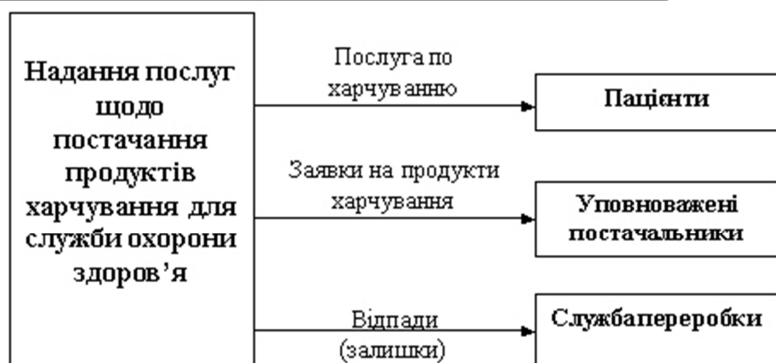 Надання послуг
щодо
постачання
продуктів
харчування для
служби охорони
здоров’я
Послуга по
харчуванню
Пацієнти
Заявки на продукти
харчування
Уповноважені
постачальники
Відпади
(залишки)
Службапереробки